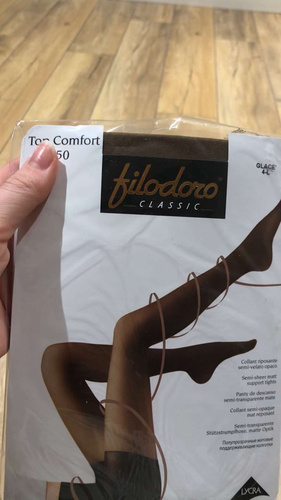 Top Comfort
50
GLACE
4-L
filodoro
CLASSIC
Collant riposante
semi-velato opaco
Semi-sheer matt
support tights
Panty de descanso
semi-transparente mate
Collant semi-opaque
mat reposant
Semi-transparente
Stützstrumpfhose, matte Optik
Полупрозрачные матовые
поддерживающие колготки
LYCRA